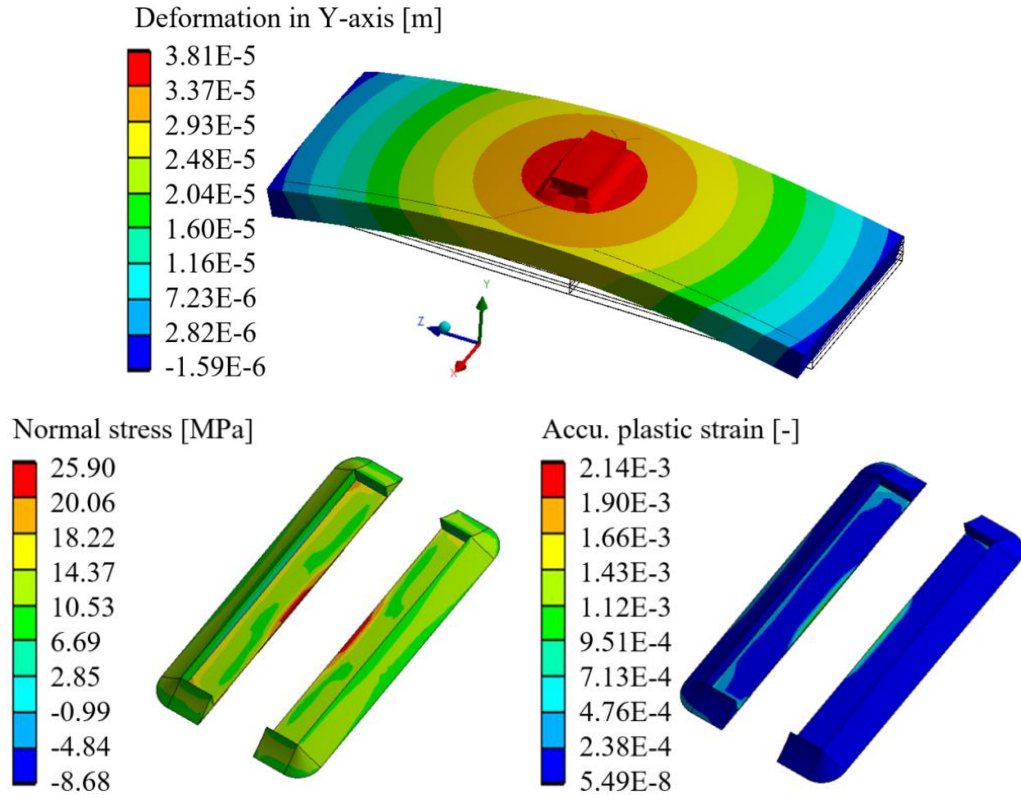 Deformation in Y-axis [m]
3.81E-5
3.37E-5
2.93E-5
2.48E-5
2.04E-5
1.60E-5
1.16E-5
7.23E-6
2.82E-6
-1.59E-6
Y
Z
X
Normal stress [MPa]
25.90
20.06
18.22
14.37
10.53
6.69
2.85
-0.99
-4.84
-8.68
Accu. plastic strain [-]
2.14E-3
1.90E-3
1.66E-3
1.43E-3
1.12E-3
9.51E-4
7.13E-4
4.76E-4
2.38E-4
5.49E-8